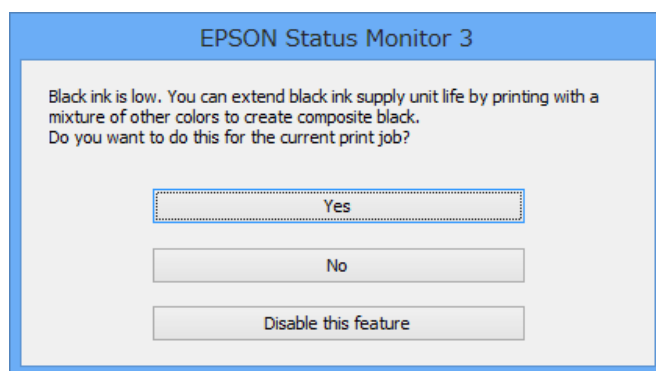 EPSON Status Monitor 3
Black ink is low. You can extend black ink supply unit life by printing with a
mixture of other colors to create composite black.
Do you want to do this for the current print job?
Yes
No
Disable this feature